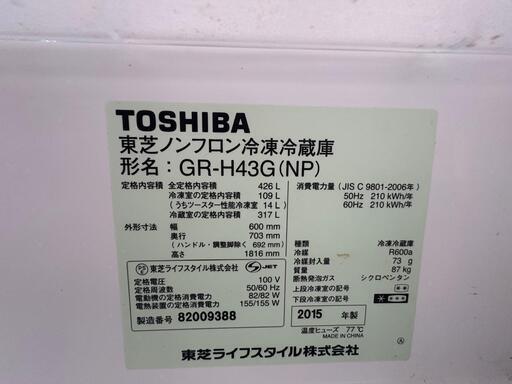 TOSHIBA
東芝ノンフロン冷凍冷蔵庫
形名：GR-H43G(NP)
定格内容積 全定格内容積 426 L
冷凍室の定格内容積 109 L
(うちツースター性能冷凍室 14 L)
冷蔵室の定格内容積 317 L
外形寸法 幅 600 mm
奥行 703 mm
(ハンドル・調整脚除く 692 mm)
高さ 1816 mm
東芝ライフスタイル株式会社 JET
定格電圧 100 V
定格周波数 50/60 Hz
電動機の定格消費電力 82/82 W
電熱装置の定格消費電力 155/155 W
製造番号 82009388
消費電力量 (JIS C 9801-2006年)
50Hz 210 kWh/年
60Hz 210 kWh/年
種類 冷凍冷蔵庫
冷媒 R600a
冷媒封入量 73 g
質量 87 kg
断熱発泡ガス シクロペンタン
上段冷凍室の記号
下段冷凍室の記号
2015 年製
温度ヒューズ 77℃
MADE IN CHINA
東芝ライフスタイル株式会社
Ⓐ